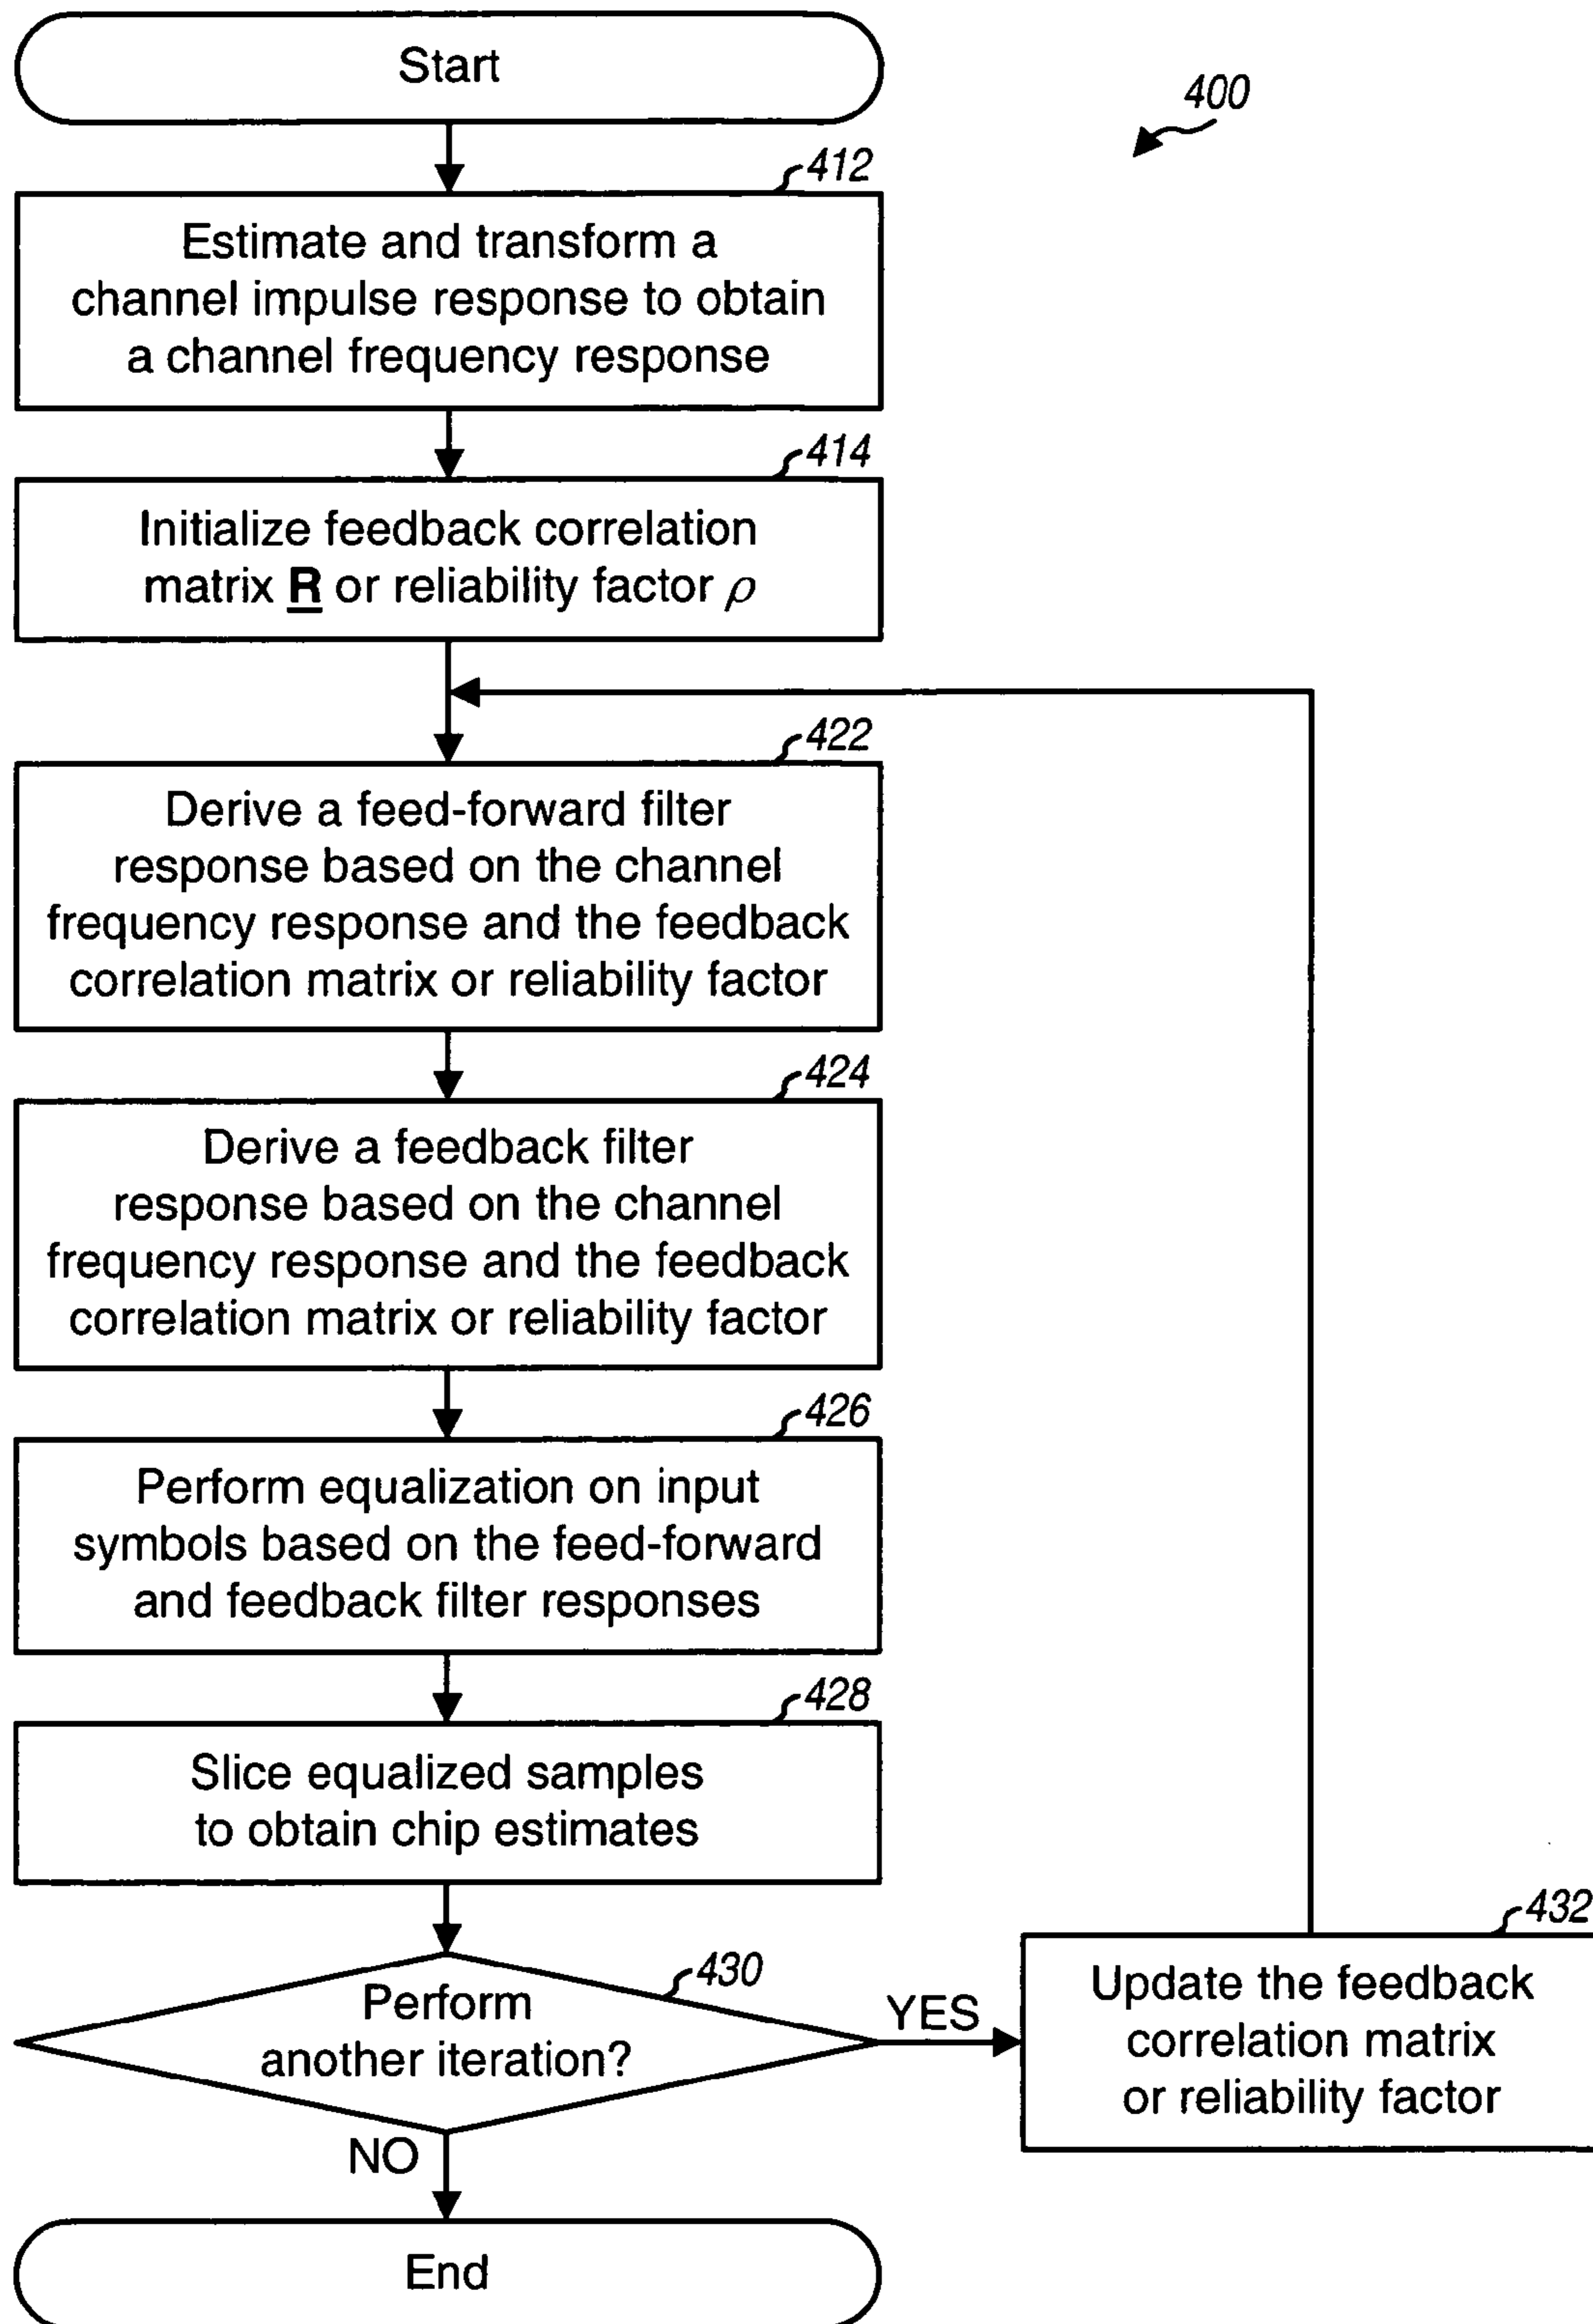 Start
400
412
Estimate and transform a
channel impulse response to obtain
a channel frequency response
414
Initialize feedback correlation
matrix R or reliability factor ρ
422
Derive a feed-forward filter
response based on the channel
frequency response and the feedback
correlation matrix or reliability factor
424
Derive a feedback filter
response based on the channel
frequency response and the feedback
correlation matrix or reliability factor
426
Perform equalization on input
symbols based on the feed-forward
and feedback filter responses
428
Slice equalized samples
to obtain chip estimates
430
Perform
another iteration?
YES
432
Update the feedback
correlation matrix
or reliability factor
NO
End